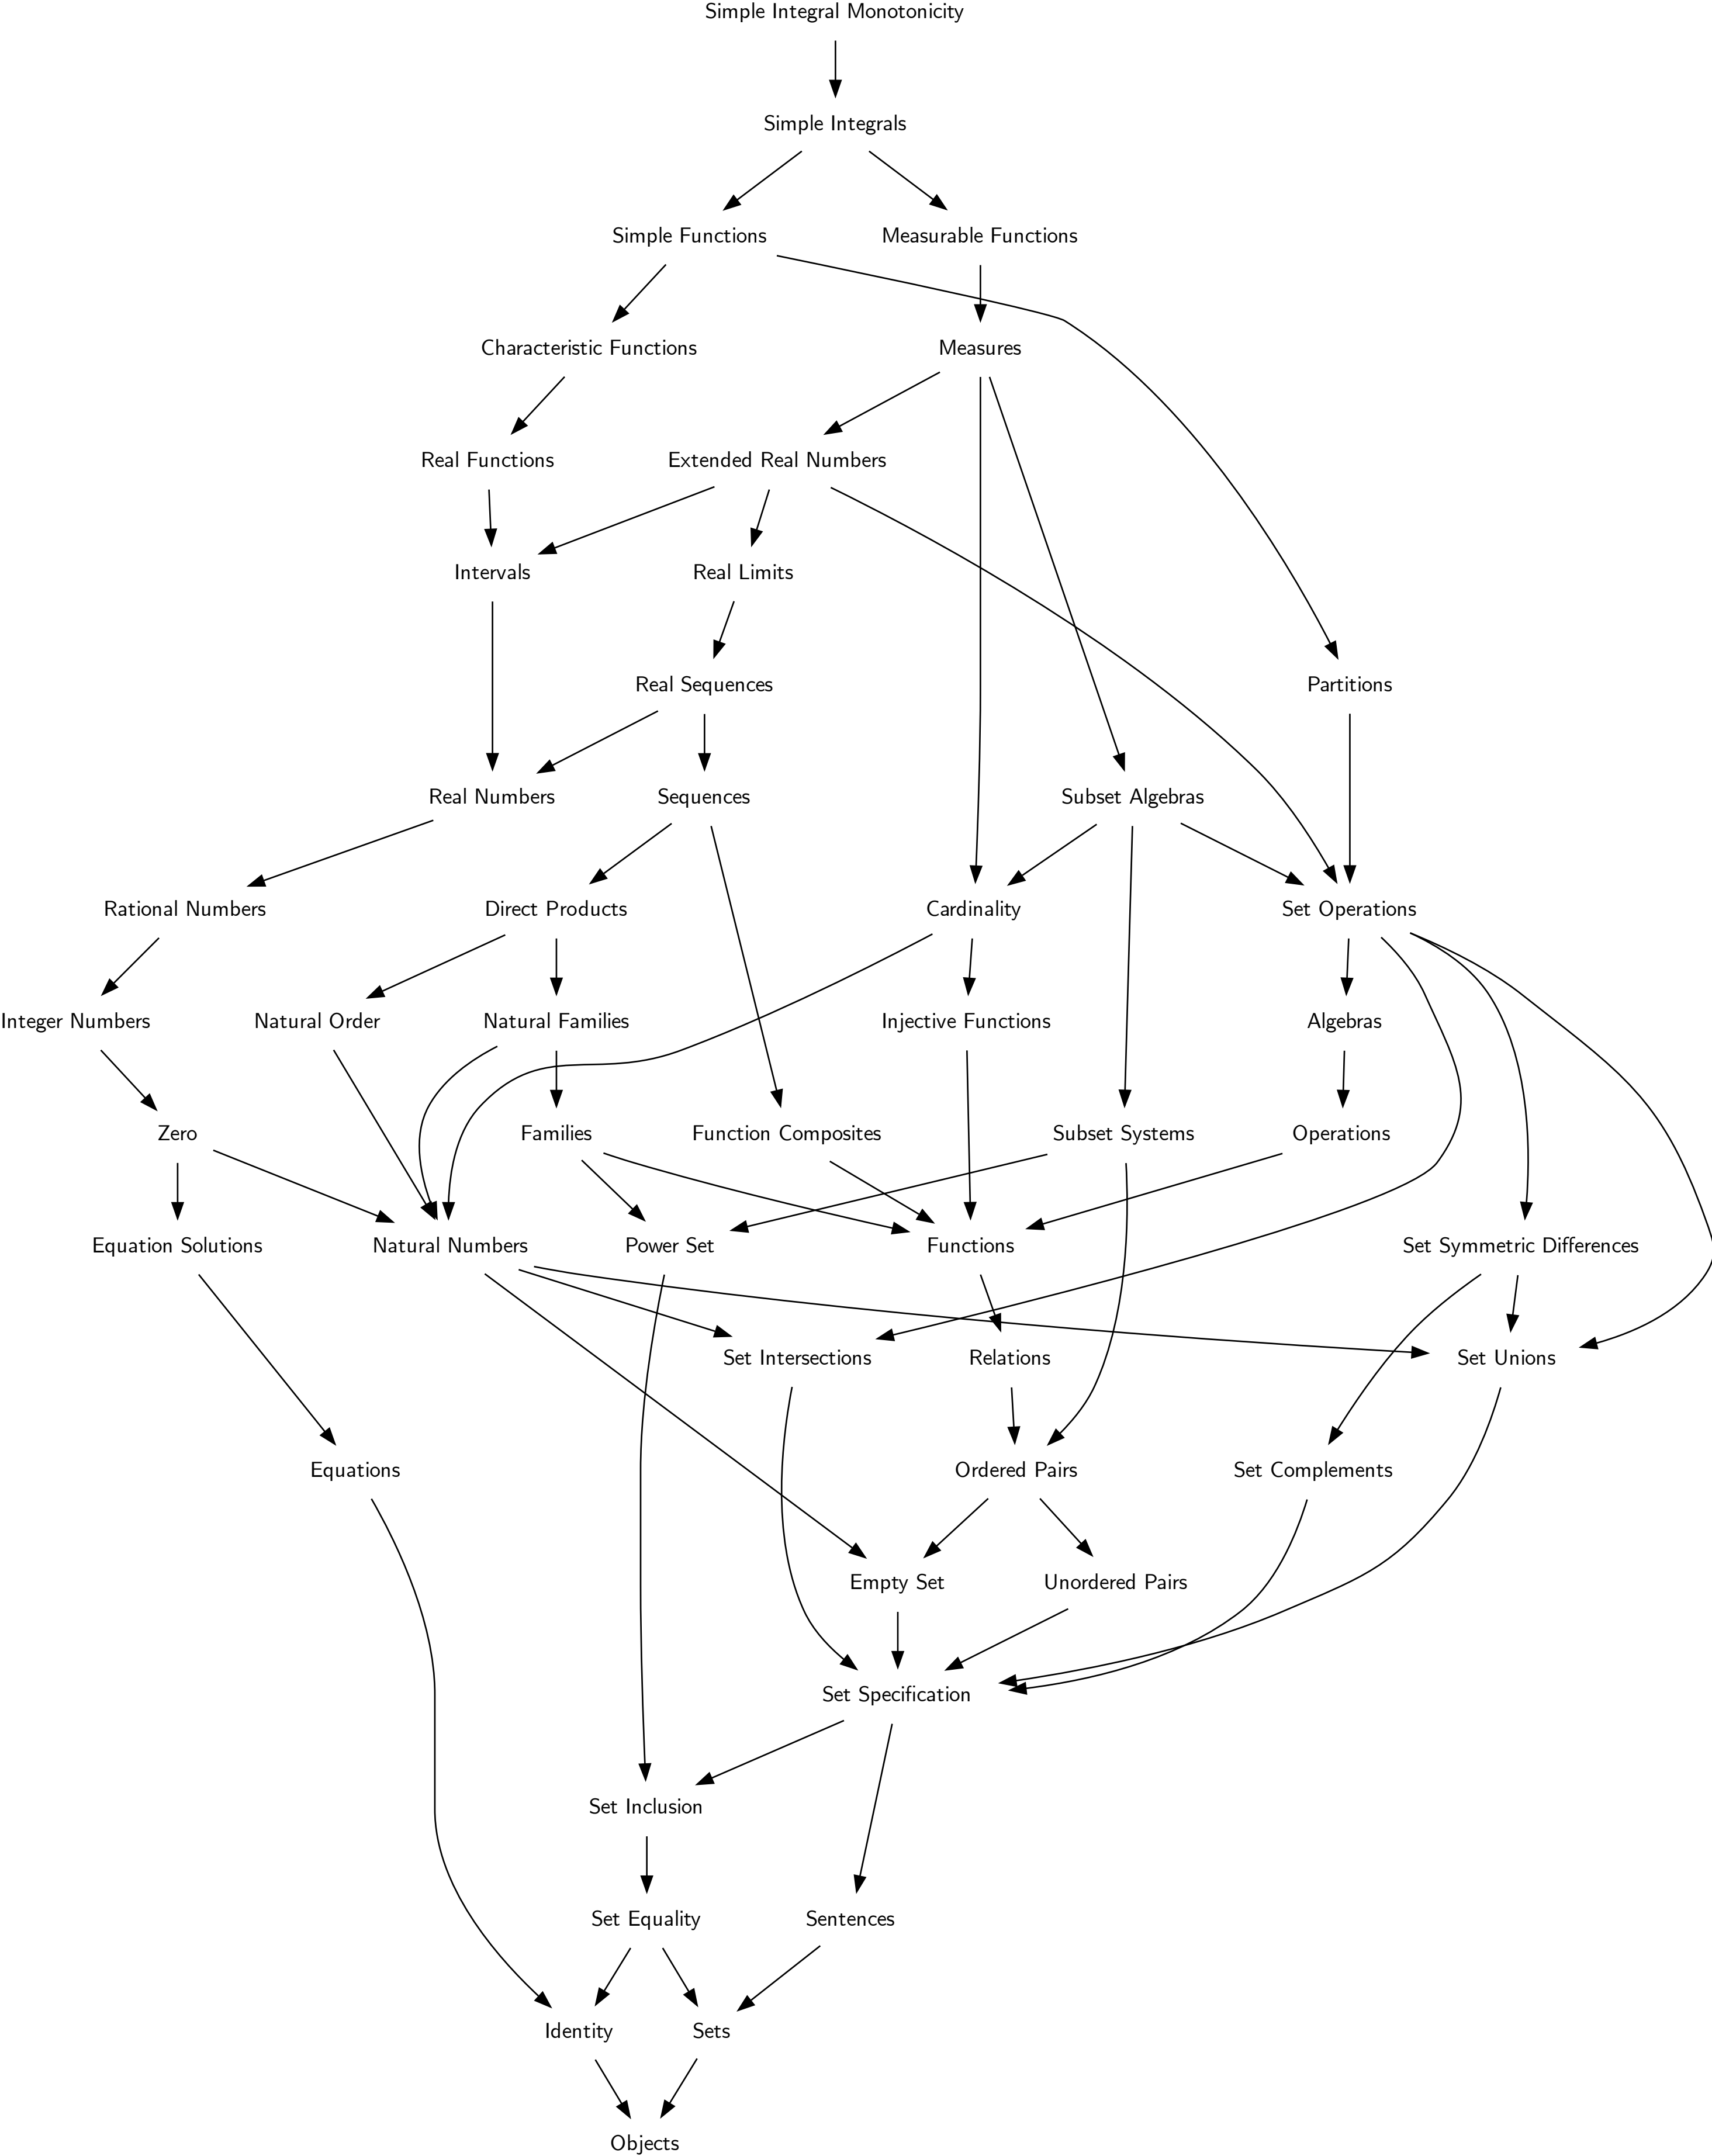 Simple Integral Monotonicity
Simple Integrals
Simple Functions
Measurable Functions
Characteristic Functions
Measures
Real Functions
Extended Real Numbers
Intervals
Real Limits
Real Sequences
Partitions
Real Numbers
Sequences
Subset Algebras
Rational Numbers
Direct Products
Cardinality
Set Operations
Integer Numbers
Natural Order
Natural Families
Injective Functions
Algebras
Zero
Families
Function Composites
Subset Systems
Operations
Equation Solutions
Natural Numbers
Power Set
Functions
Set Symmetric Differences
Set Intersections
Relations
Set Unions
Equations
Ordered Pairs
Set Complements
Empty Set
Unordered Pairs
Set Specification
Set Inclusion
Set Equality
Sentences
Identity
Sets
Objects